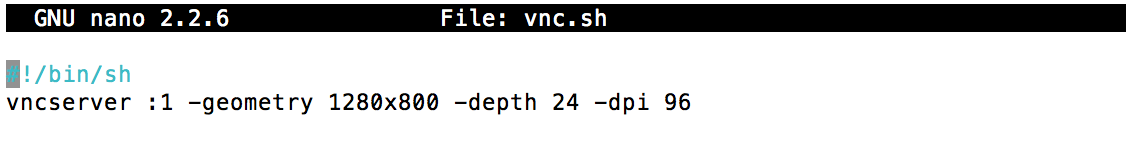 GNU nano 2.2.6 File: vnc.sh
#!/bin/sh
vncserver :1 -geometry 1280x800 -depth 24 -dpi 96